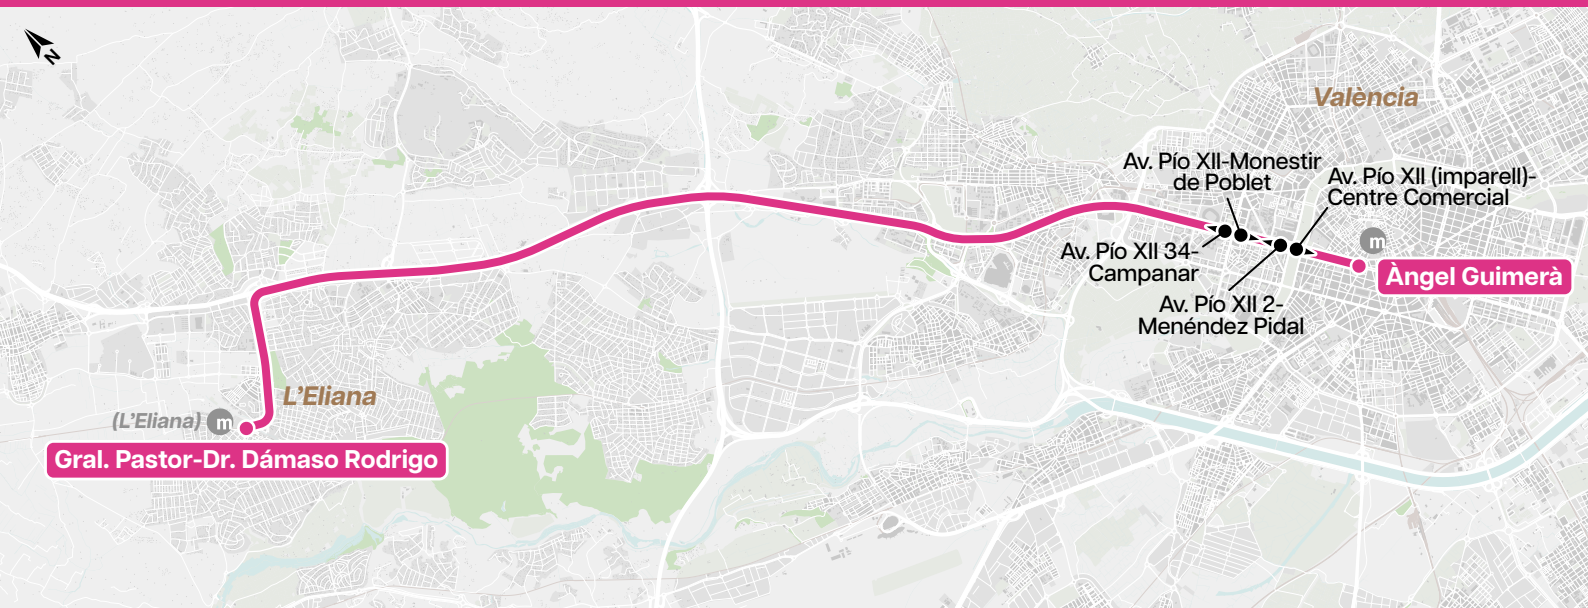 N
València
Av. Pío XII-Monestir
de Poblet
Av. Pío XII (imparell)-
Centre Comercial
m
Av. Pío XII 34-
Campanar
Àngel Guimerà
Av. Pío XII 2-
Menéndez Pidal
L'Eliana
(L'Eliana) m
Gral. Pastor-Dr. Dámaso Rodrigo